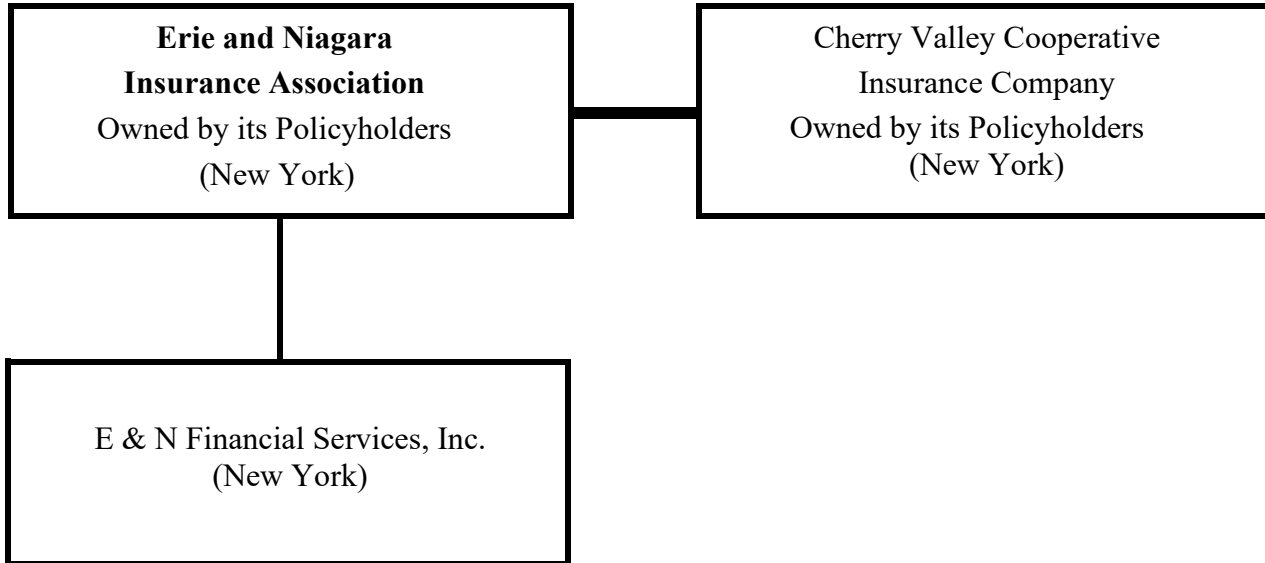 Erie and Niagara
Insurance Association
Owned by its Policyholders
(New York)
Cherry Valley Cooperative
Insurance Company
Owned by its Policyholders
(New York)
E & N Financial Services, Inc.
(New York)